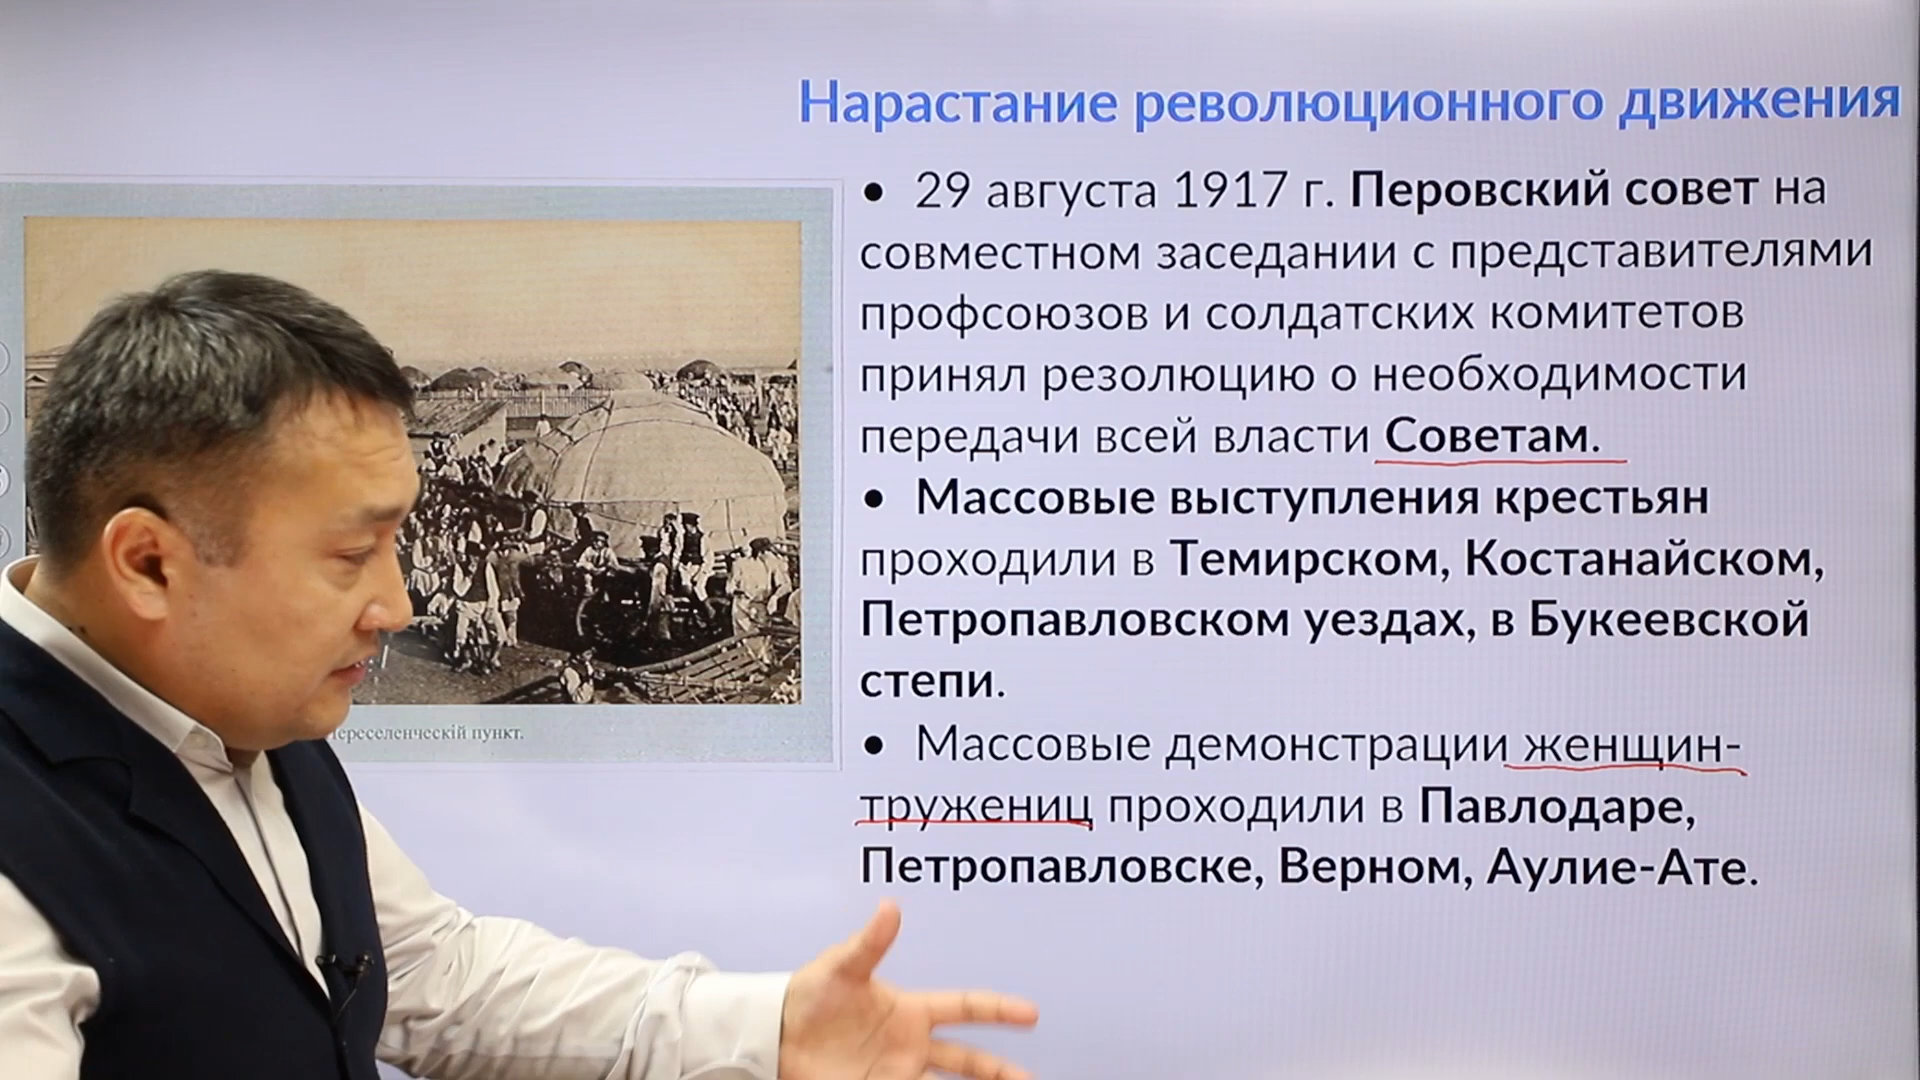 Нарастание революционного движения
• 29 августа 1917 г. Перовский совет на
совместном заседании с представителями
профсоюзов и солдатских комитетов
принял резолюцию о необходимости
передачи всей власти Советам.
• Массовые выступления крестьян
проходили в Темирском, Костанайском,
Петропавловском уездах, в Букеевской
степи.
• Массовые демонстрации женщин-
тружениц проходили в Павлодаре,
Петропавловске, Верном, Аулие-Ате.
пунктъ.